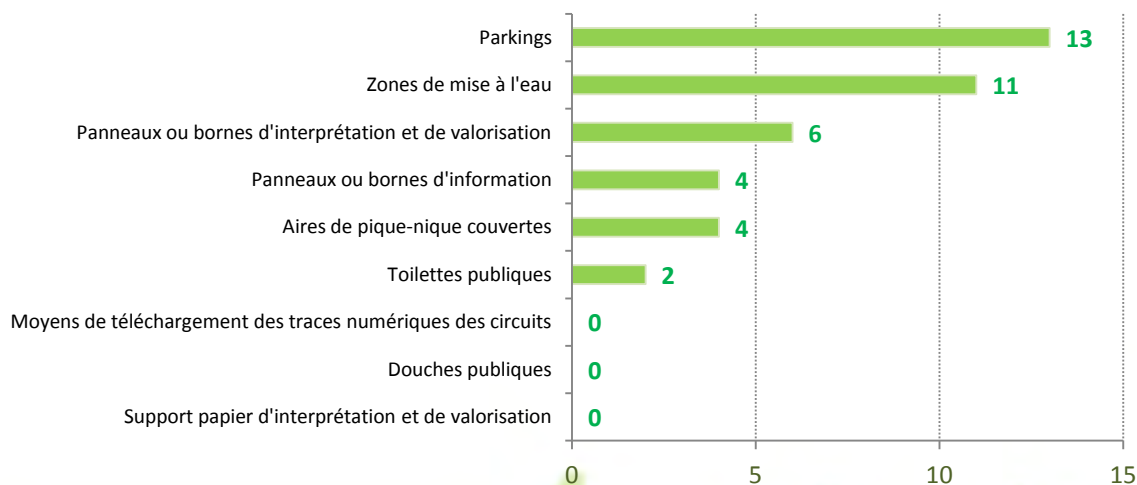 Parkings 13
Zones de mise à l'eau 11
Panneaux ou bornes d'interprétation et de valorisation 6
Panneaux ou bornes d'information 4
Aires de pique-nique couvertes 4
Toilettes publiques 2
Moyens de téléchargement des traces numériques des circuits 0
Douches publiques 0
Support papier d'interprétation et de valorisation 0
0 5 10 15